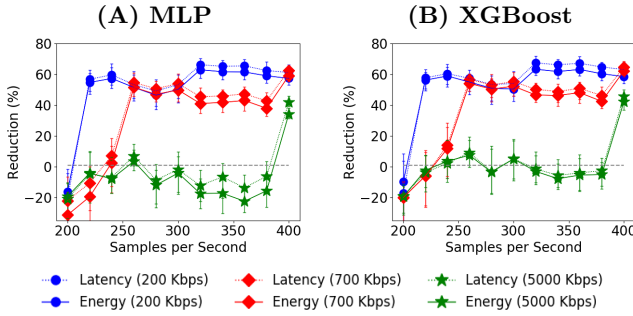 (A) MLP
(B) XGBoost
80
60
40
20
0
−20
Reduction (%)
200
250
300
350
400
Samples per Second
80
60
40
20
0
−20
Reduction (%)
200
250
300
350
400
Samples per Second
Latency (200 Kbps) Latency (700 Kbps) Latency (5000 Kbps)
Energy (200 Kbps) Energy (700 Kbps) Energy (5000 Kbps)